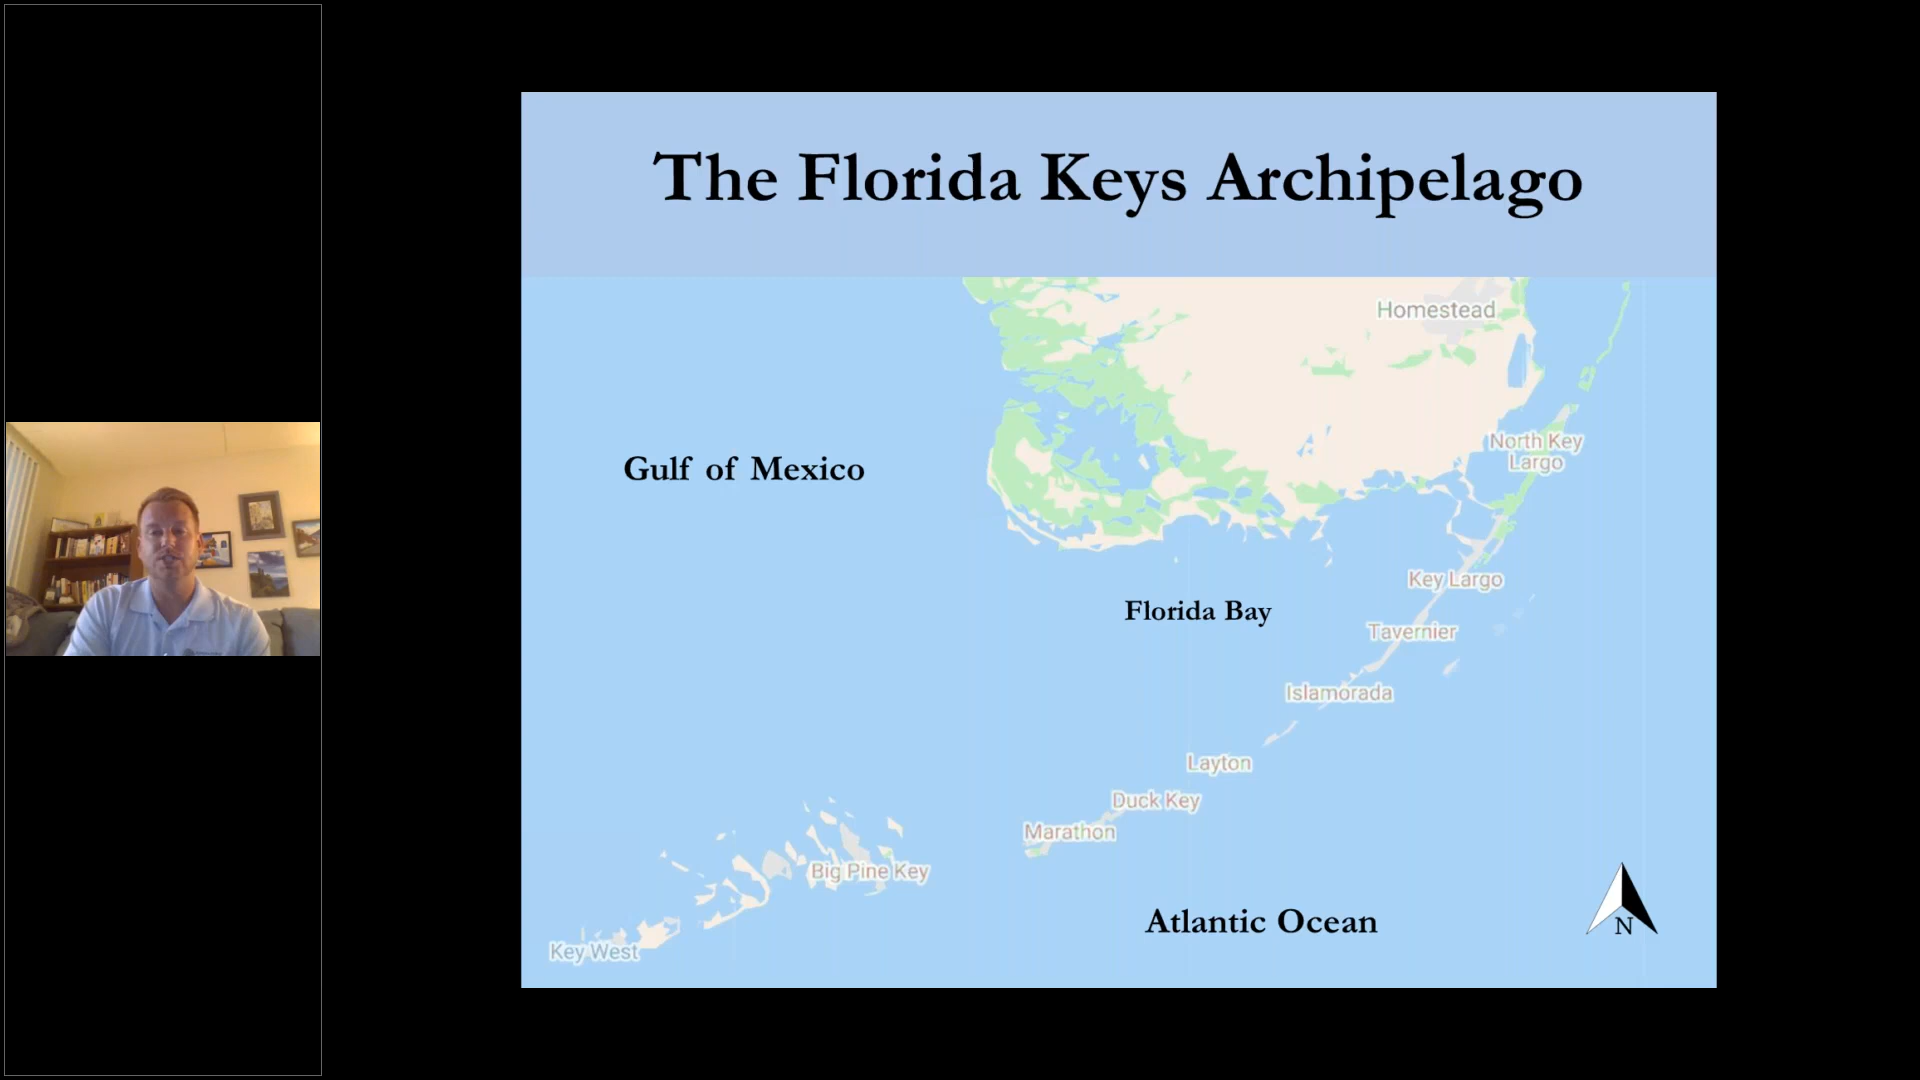 The Florida Keys Archipelago
Homestead
North Key
Largo
Gulf of Mexico
Key Largo
Florida Bay
Tavernier
Islamorada
Layton
Duck Key
Marathon
Big Pine Key
Atlantic Ocean
N
Key West